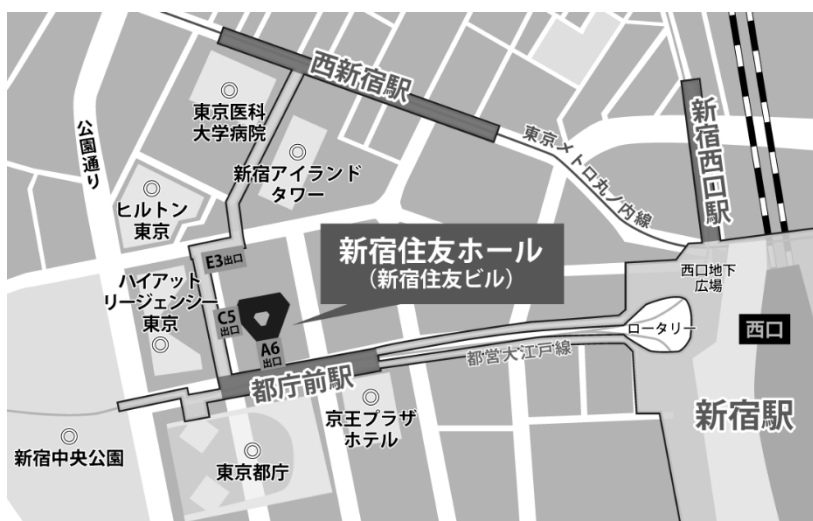 西新宿駅
東京医科
大学病院
公園通り
新宿アイランド
タワー
東京メトロ丸ノ内線
新宿西口駅
ヒルトン
東京
E3出口
新宿住友ホール
(新宿住友ビル)
西口地下
広場
ハイアット
リージェンシー
東京
C5
出口
A6
出口
ロータリー
西口
都営大江戸線
都庁前駅
京王プラザ
ホテル
新宿駅
新宿中央公園
東京都庁